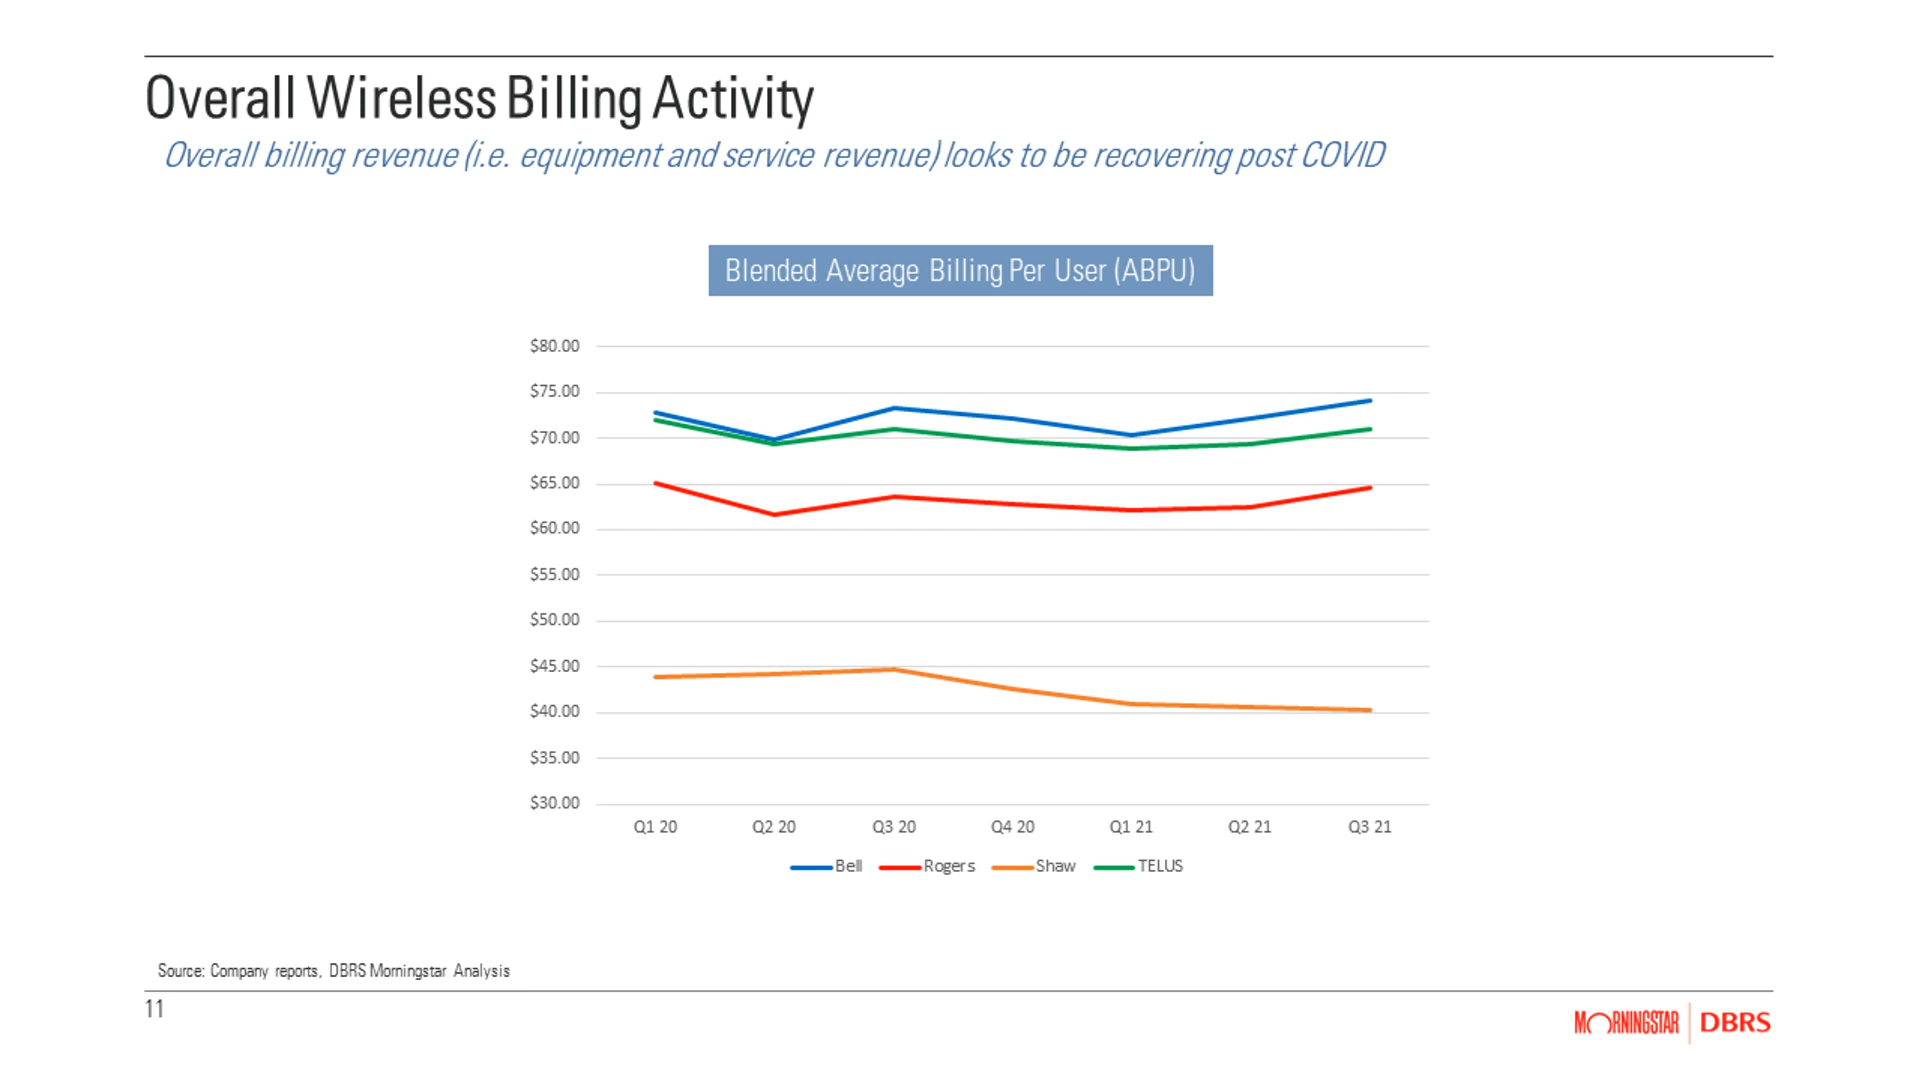 Overall Wireless Billing Activity
Overall billing revenue (i.e. equipment and service revenue) looks to be recovering post COVID
Blended Average Billing Per User (ABPU)
$80.00
$75.00
$70.00
$65.00
$60.00
$55.00
$50.00
$45.00
$40.00
$35.00
$30.00
Q1 20 Q2 20 Q3 20 Q4 20 Q1 21 Q2 21 Q3 21
Bell Rogers Shaw TELUS
Source: Company reports, DBRS Morningstar Analysis
11
MORNINGSTAR DBRS